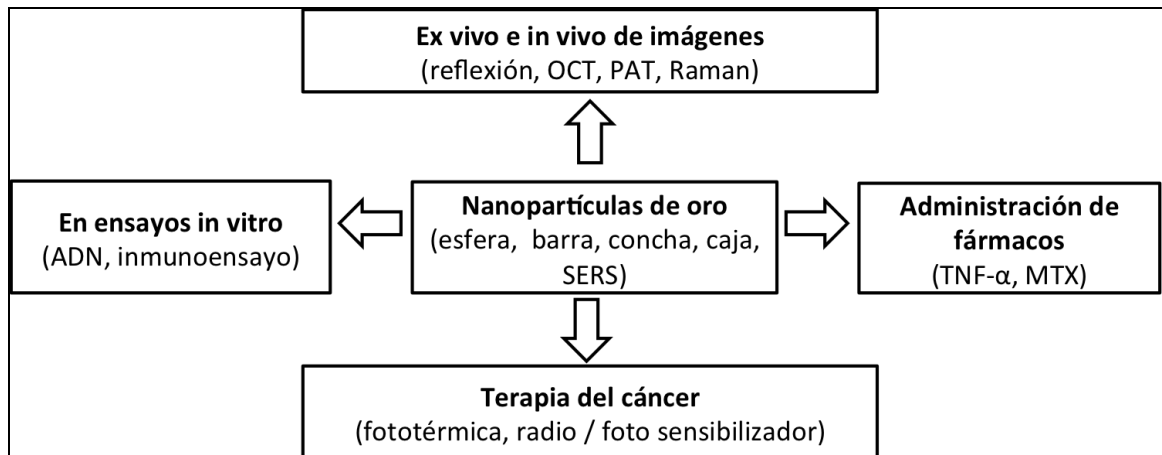 Ex vivo e in vivo de imágenes
(reflexión, OCT, PAT, Raman)
En ensayos in vitro
(ADN, inmunoensayo)
Nanopartículas de oro
(esfera, barra, concha, caja,
SERS)
Administración de
fármacos
(TNF-α, MTX)
Terapia del cáncer
(fototérmica, radio / foto sensibilizador)